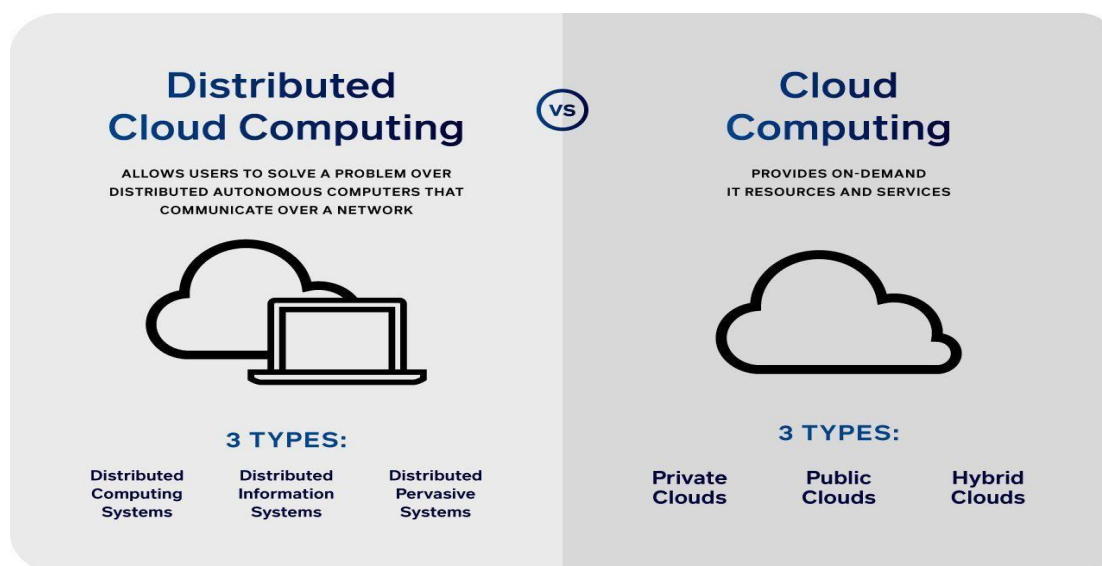 Distributed
Cloud Computing
ALLOWS USERS TO SOLVE A PROBLEM OVER
DISTRIBUTED AUTONOMOUS COMPUTERS THAT
COMMUNICATE OVER A NETWORK
3 TYPES:
Distributed
Computing
Systems
Distributed
Information
Systems
Distributed
Pervasive
Systems
VS
Cloud
Computing
PROVIDES ON-DEMAND
IT RESOURCES AND SERVICES
3 TYPES:
Private
Clouds
Public
Clouds
Hybrid
Clouds